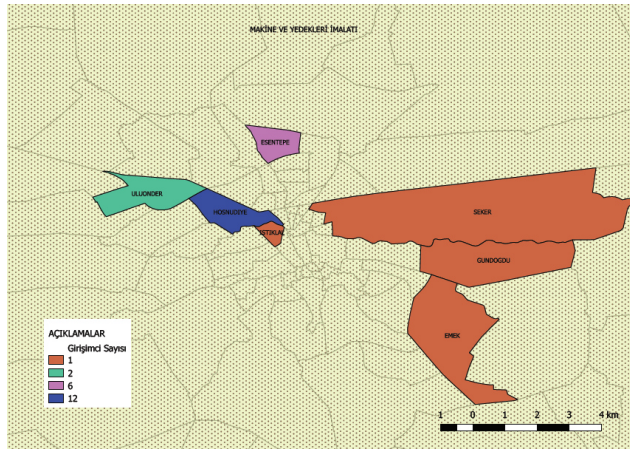 MAKİNE VE YEDEKLERİ İMALATI
ESENTEPE
ULUONDER
HOSNUDIYE
ISTIKLAL
SEKER
GUNDOGDU
EMEK
AÇIKLAMALAR
Girişimci Sayısı
1
2
6
12
1 0 1 2 3 4 km